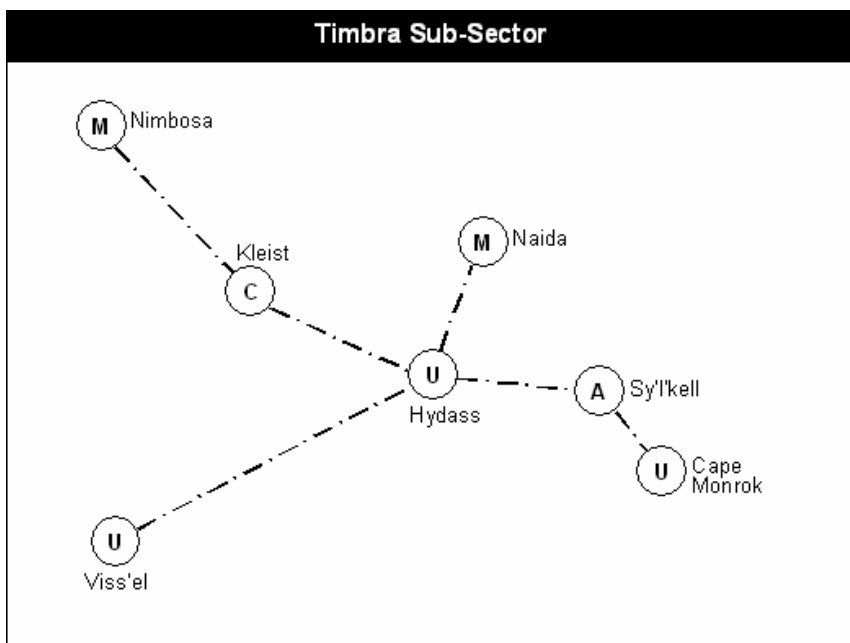 Timbra Sub-Sector
M Nimbosa
M Naida
Kleist
C
U
Hydass
A Sy'l'kell
U Cape
Monrok
U
Viss'el